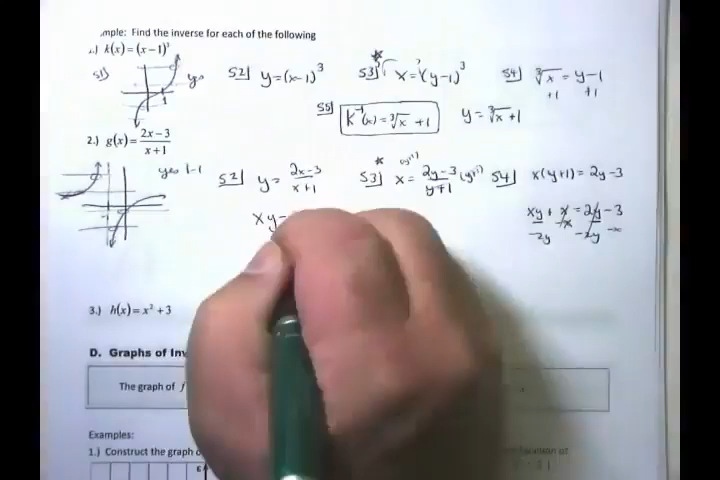 mple: Find the inverse for each of the following
.) k(x) = (x – 1)³
S1) yes S2) y = (x-1)³ * S3) x = (y-1)³ S4) ∛x = y-1
+1 +1
S5) K⁻¹(x) = ∛x + 1 y = ∛x + 1
2.) g(x) = (2x – 3)/(x + 1)
yes 1-1 S2) y = (2x-3)/(x+1) * S3) (y+1) x = (2y-3)/(y+1) (y+1) S4) x(y+1) = 2y-3
xy + x = 2y - 3
-2y -x -2y -x
xy -
3.) h(x) = x² + 3
D. Graphs of In
The graph of f
Examples:
1.) Construct the graph o
6